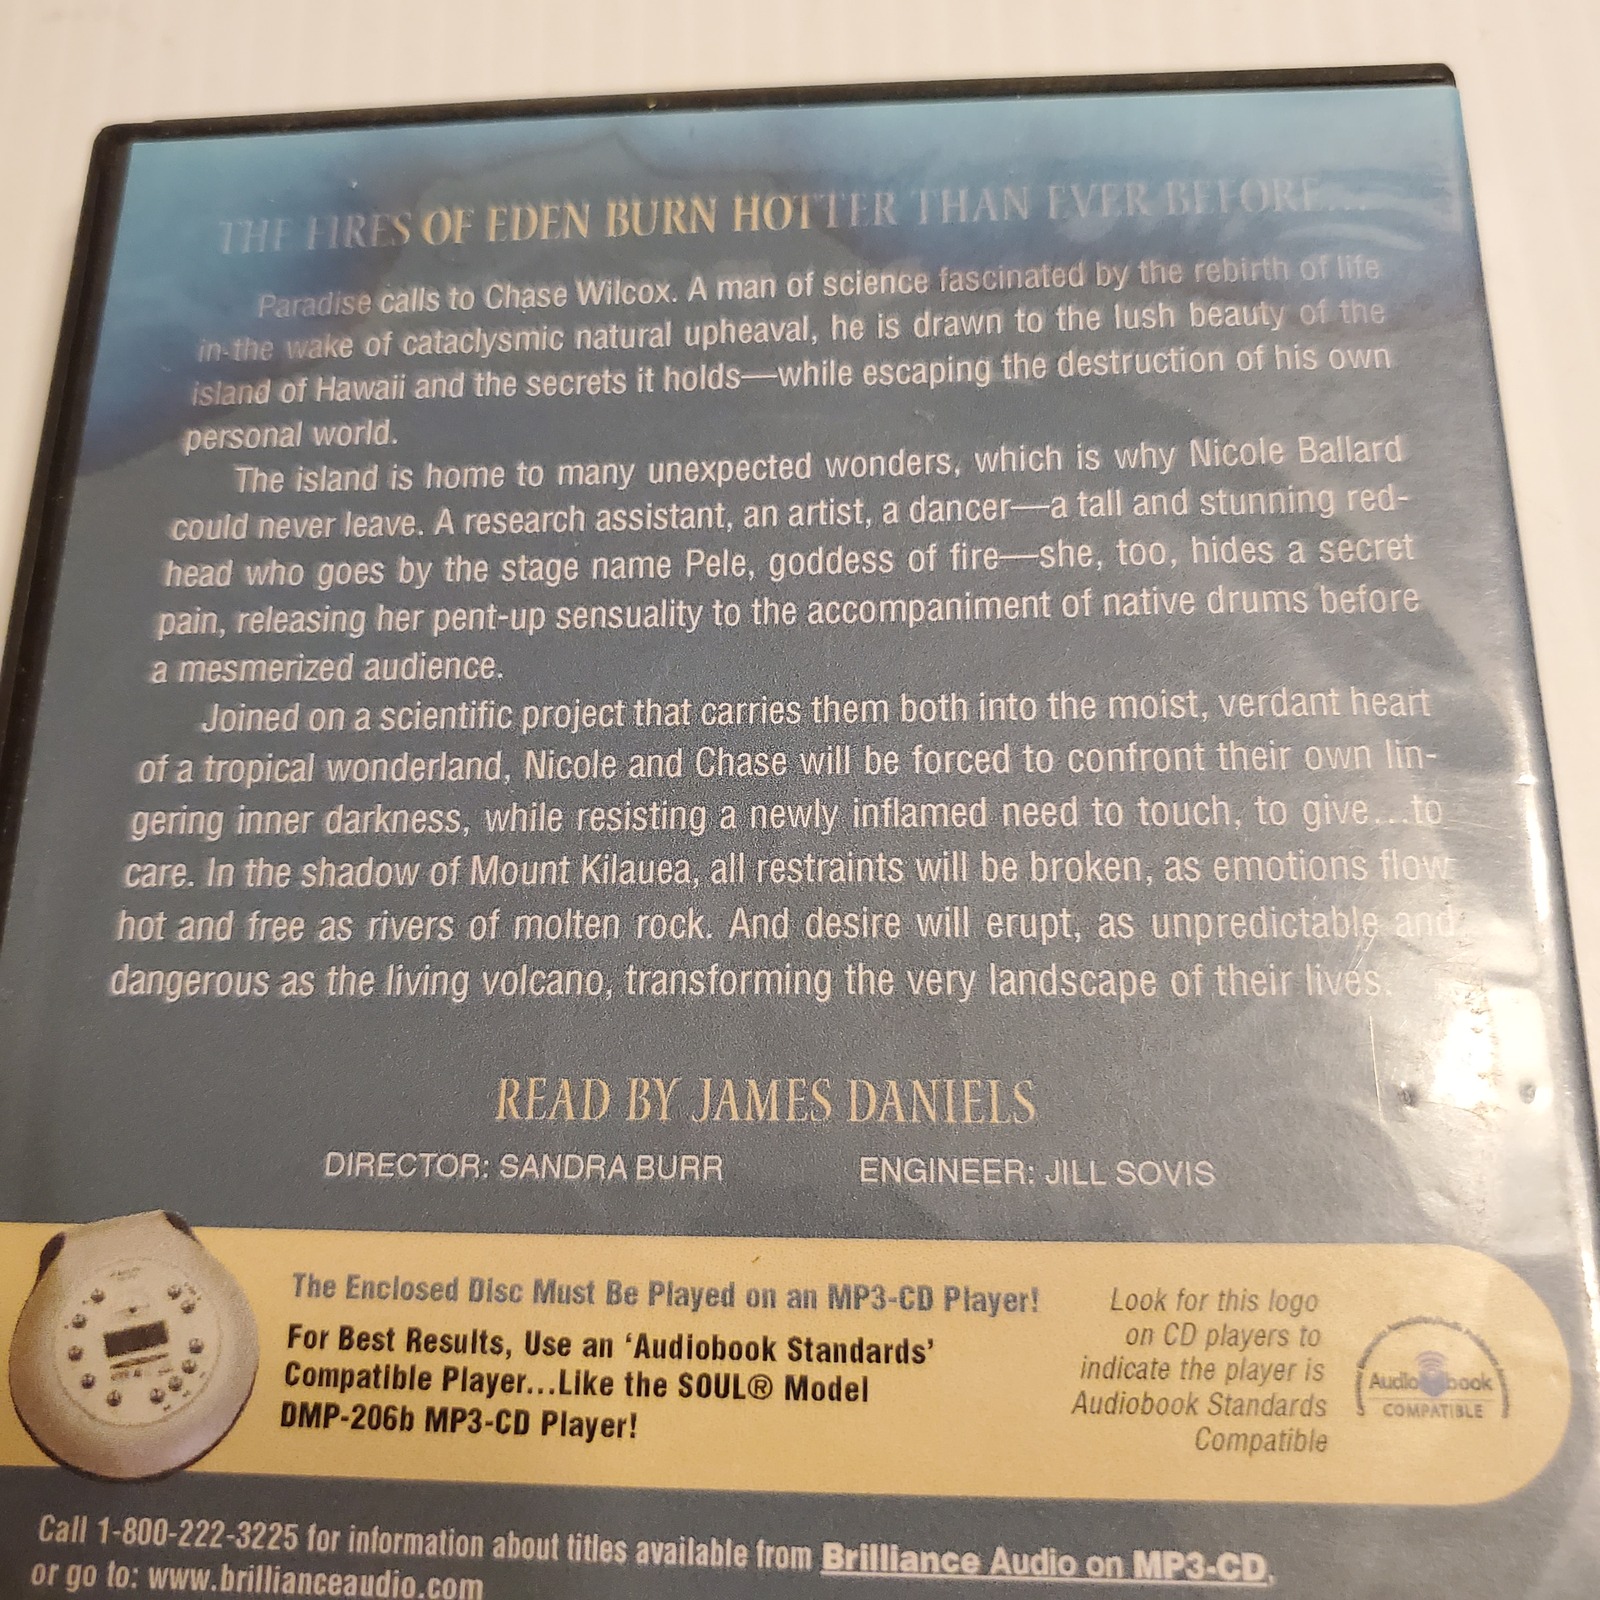 THE FIRES OF EDEN BURN HOTTER THAN EVER BEFORE...
Paradise calls to Chase Wilcox. A man of science fascinated by the rebirth of life
in the wake of cataclysmic natural upheaval, he is drawn to the lush beauty of the
island of Hawaii and the secrets it holds—while escaping the destruction of his own
personal world.
The island is home to many unexpected wonders, which is why Nicole Ballard
could never leave. A research assistant, an artist, a dancer—a tall and stunning red-
head who goes by the stage name Pele, goddess of fire—she, too, hides a secret
pain, releasing her pent-up sensuality to the accompaniment of native drums before
a mesmerized audience.
Joined on a scientific project that carries them both into the moist, verdant heart
of a tropical wonderland, Nicole and Chase will be forced to confront their own lin-
gering inner darkness, while resisting a newly inflamed need to touch, to give...to
care. In the shadow of Mount Kilauea, all restraints will be broken, as emotions flow
hot and free as rivers of molten rock. And desire will erupt, as unpredictable and
dangerous as the living volcano, transforming the very landscape of their lives.
READ BY JAMES DANIELS
DIRECTOR: SANDRA BURR ENGINEER: JILL SOVIS
The Enclosed Disc Must Be Played on an MP3-CD Player!
For Best Results, Use an ‘Audiobook Standards’
Compatible Player...Like the SOUL® Model
DMP-206b MP3-CD Player!
Look for this logo
on CD players to
indicate the player is
Audiobook Standards
Compatible
Audio book
COMPATIBLE
Call 1-800-222-3225 for information about titles available from Brilliance Audio on MP3-CD,
or go to: www.brillianceaudio.com